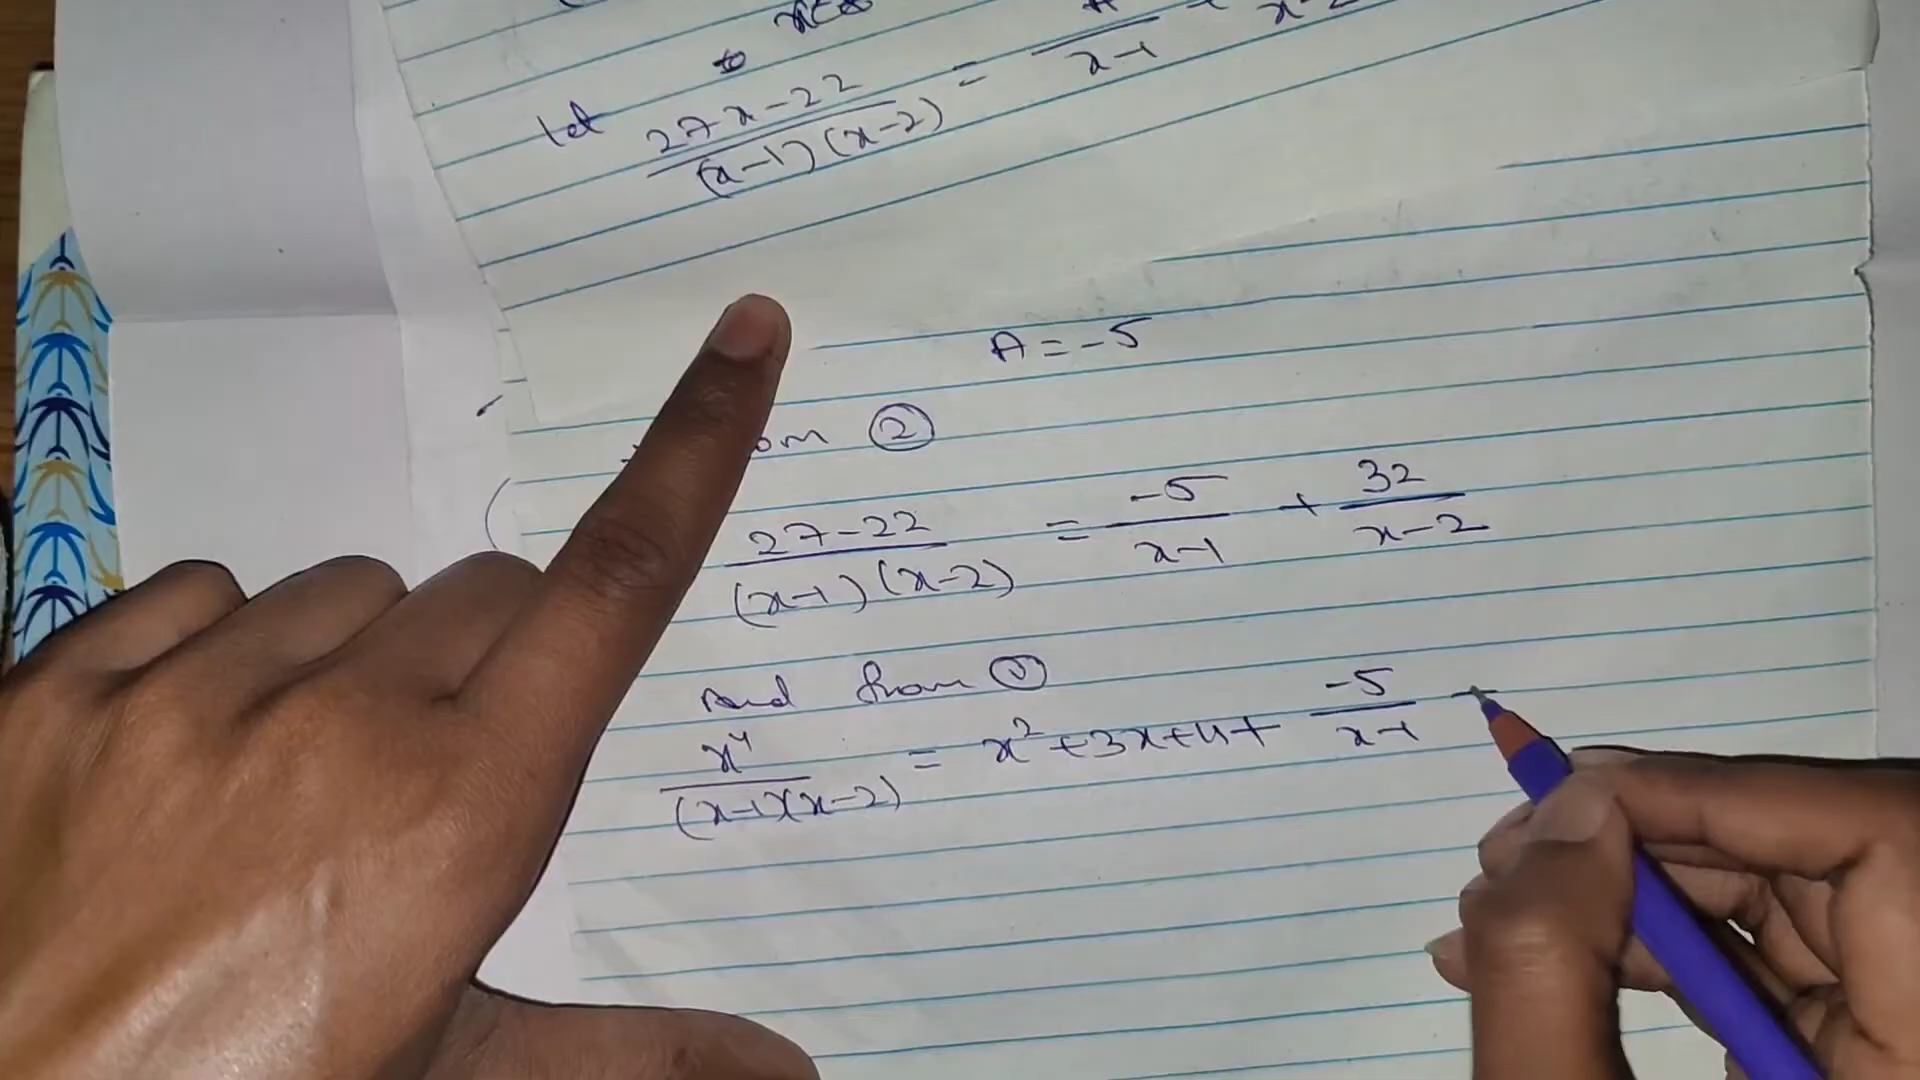 Let (27x-22)/((x-1)(x-2)) = A/(x-1) +
A = -5
②
(27-22)/((x-1)(x-2)) = -5/(x-1) + 32/(x-2)
and from ①
x⁴/((x-1)(x-2)) = x²+3x+4+ -5/(x-1) +